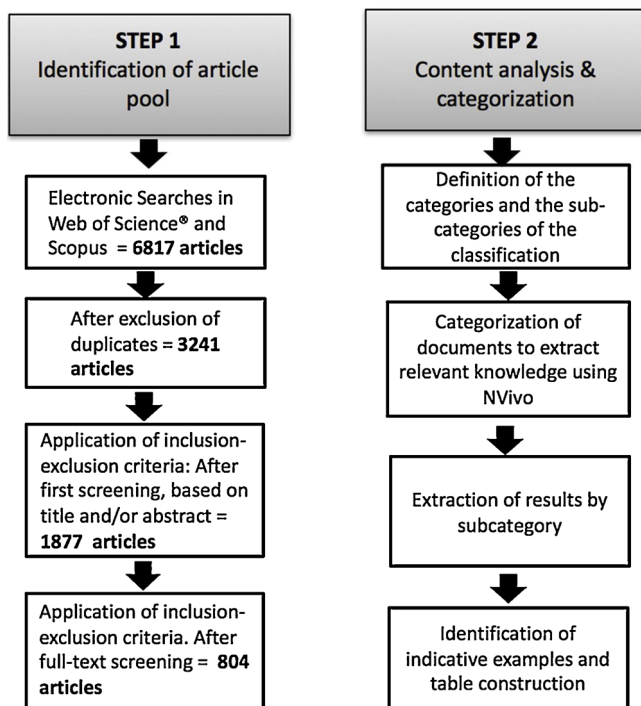 STEP 1
Identification of article
pool
Electronic Searches in
Web of Science® and
Scopus = 6817 articles
After exclusion of
duplicates = 3241
articles
Application of inclusion-
exclusion criteria: After
first screening, based on
title and/or abstract =
1877 articles
Application of inclusion-
exclusion criteria. After
full-text screening = 804
articles
STEP 2
Content analysis &
categorization
Definition of the
categories and the sub-
categories of the
classification
Categorization of
documents to extract
relevant knowledge using
NVivo
Extraction of results by
subcategory
Identification of
indicative examples and
table construction